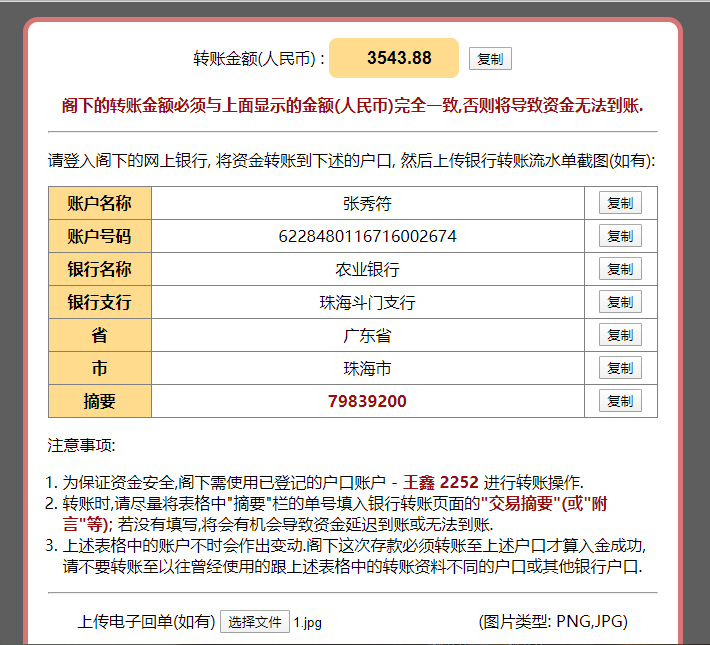 转账金额(人民币) : 3543.88 复制
阁下的转账金额必须与上面显示的金额(人民币)完全一致,否则将导致资金无法到账.
请登入阁下的网上银行, 将资金转账到下述的户口, 然后上传银行转账流水单截图(如有):
账户名称 张秀符 复制
账户号码 6228480116716002674 复制
银行名称 农业银行 复制
银行支行 珠海斗门支行 复制
省 广东省 复制
市 珠海市 复制
摘要 79839200 复制
注意事项:
1. 为保证资金安全,阁下需使用已登记的户口账户 - 王鑫 2252 进行转账操作.
2. 转账时,请尽量将表格中"摘要"栏的单号填入银行转账页面的"交易摘要"(或"附
言"等); 若没有填写,将会有机会导致资金延迟到账或无法到账.
3. 上述表格中的账户不时会作出变动.阁下这次存款必须转账至上述户口才算入金成功,
请不要转账至以往曾经使用的跟上述表格中的转账资料不同的户口或其他银行户口.
上传电子回单(如有) 选择文件 1.jpg (图片类型: PNG,JPG)